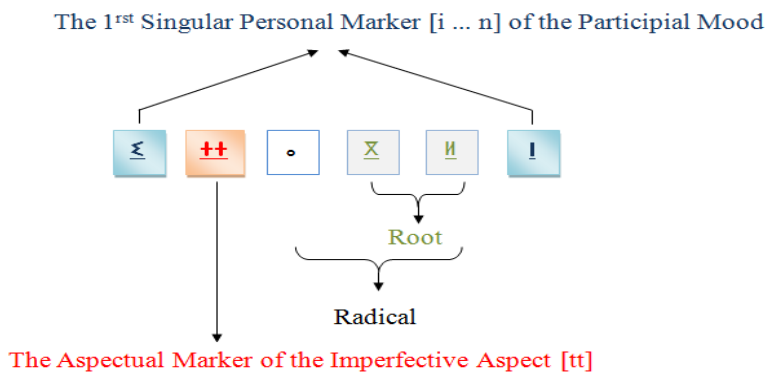 The 1rst Singular Personal Marker [i ... n] of the Participial Mood
ⵉ ⵜⵜ ⴰ ⴳ ⵍ ⵏ
Root
Radical
The Aspectual Marker of the Imperfective Aspect [tt]